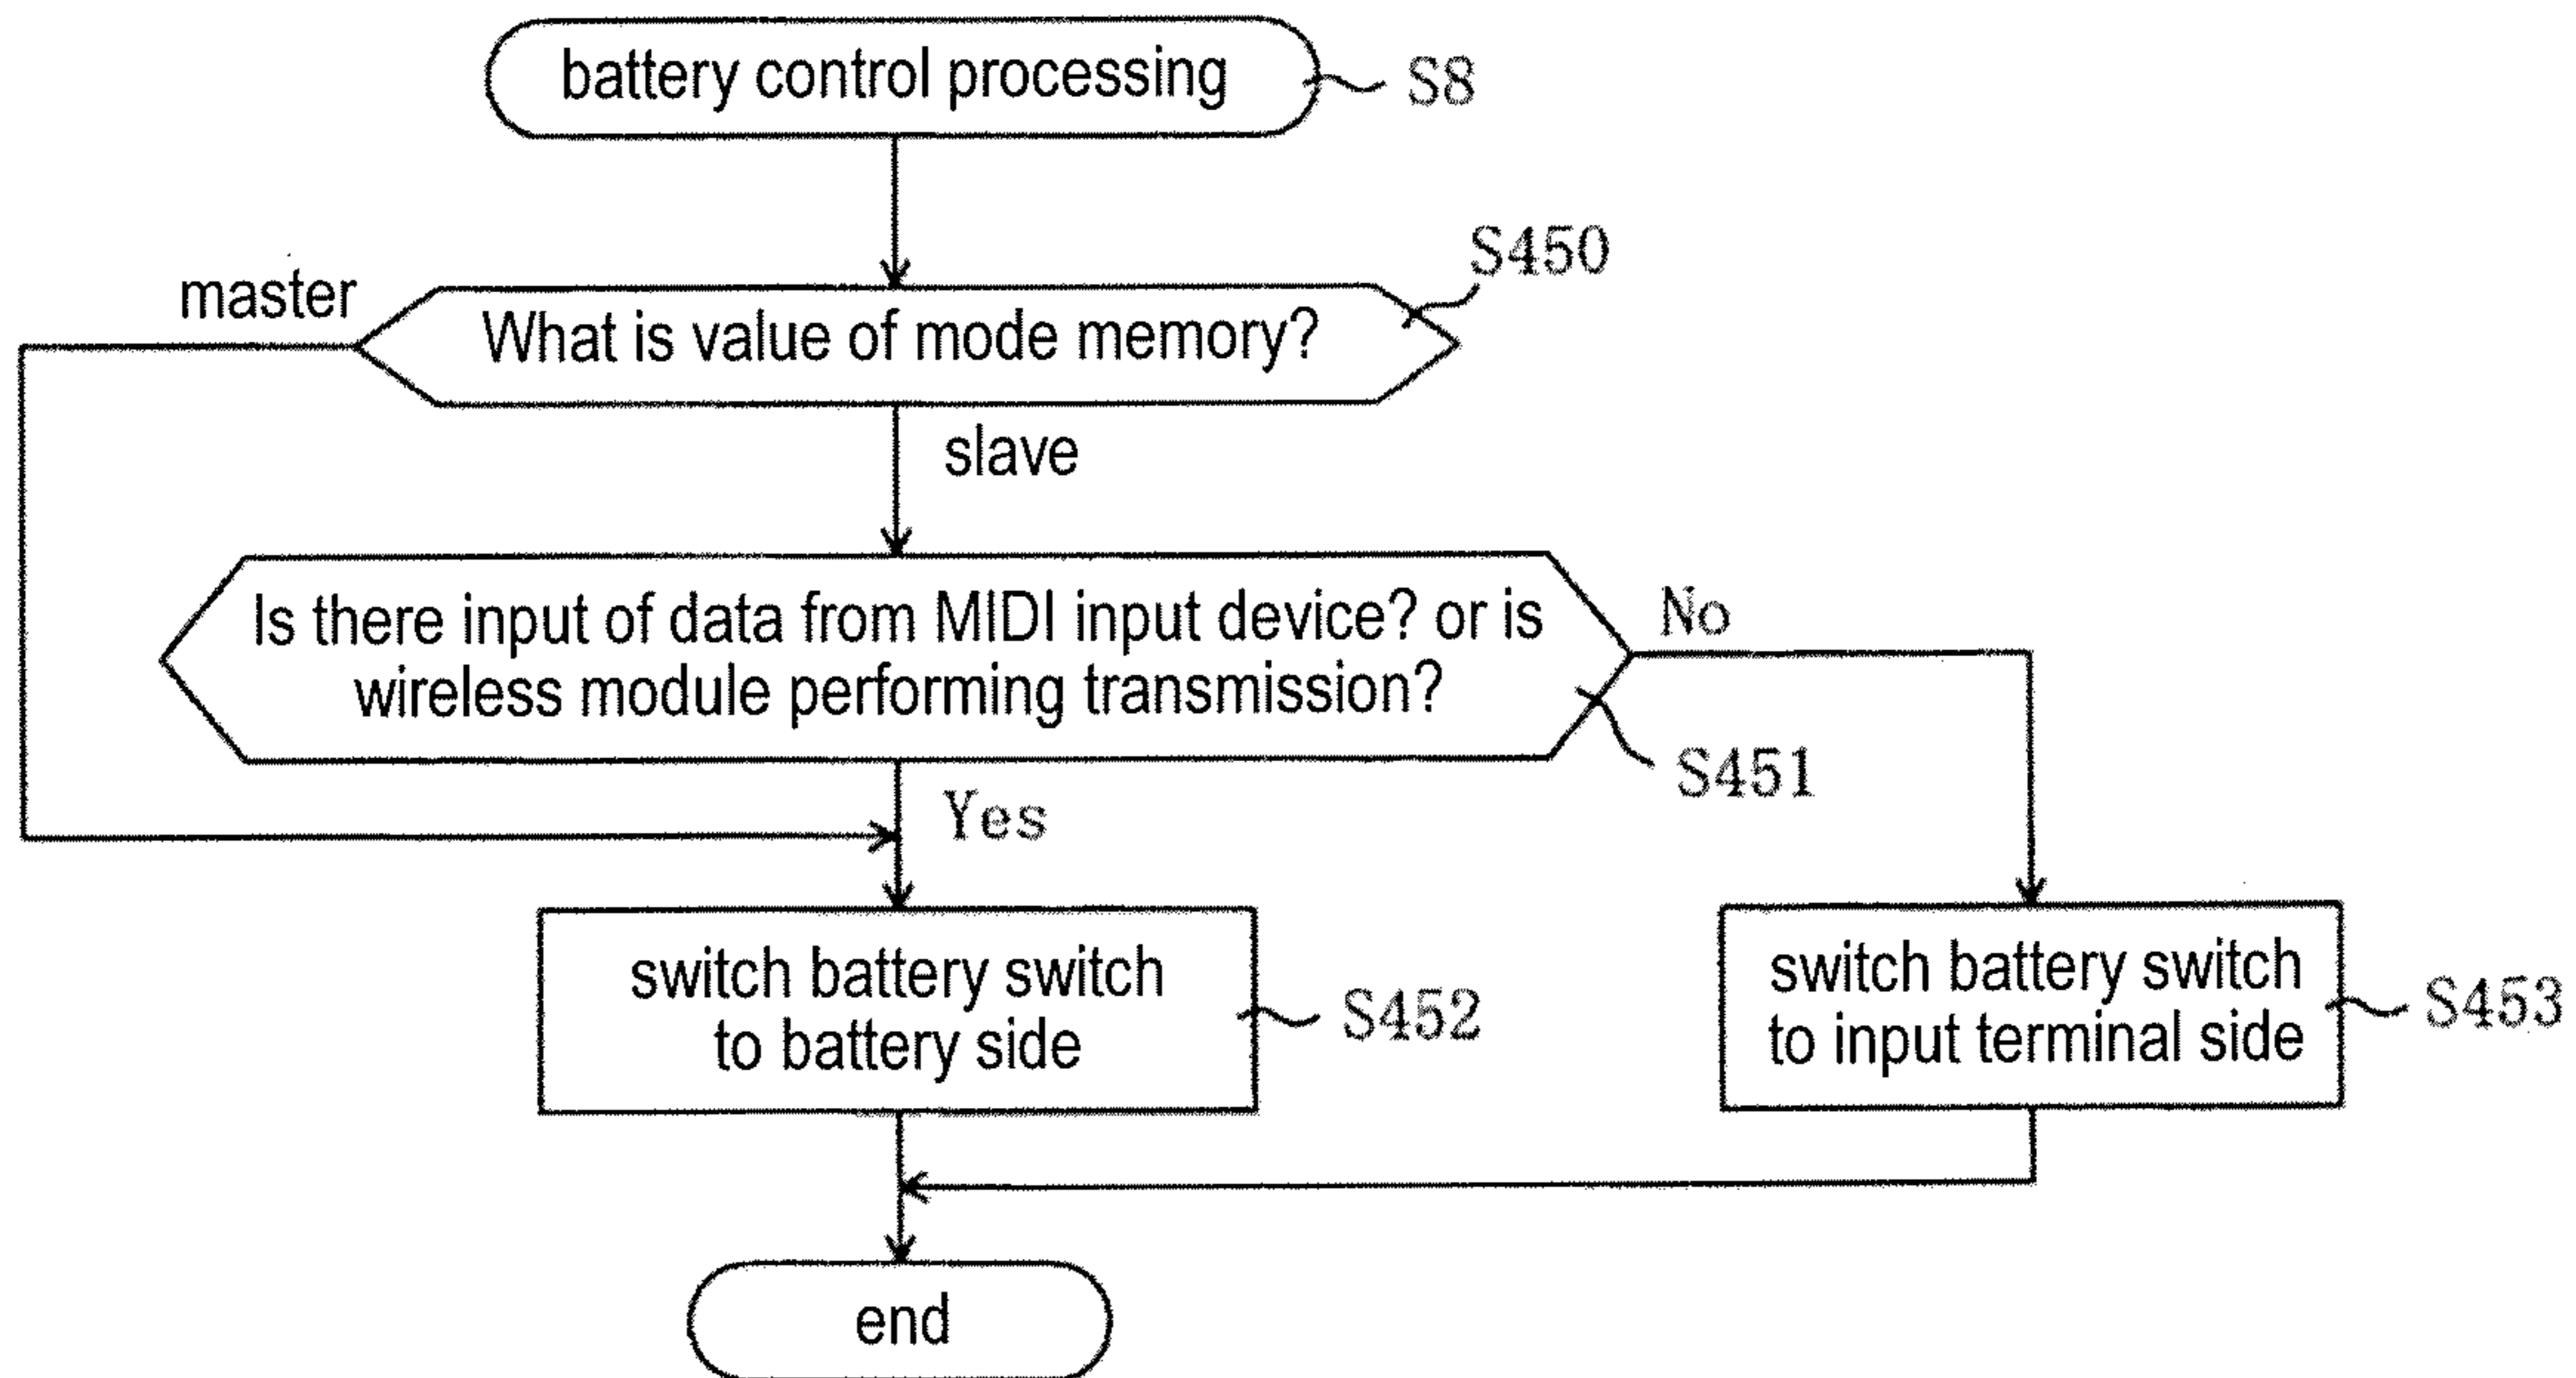 battery control processing
S8
S450
master
What is value of mode memory?
slave
Is there input of data from MIDI input device? or is
wireless module performing transmission?
No
S451
Yes
switch battery switch
to battery side
S452
switch battery switch
to input terminal side
S453
end